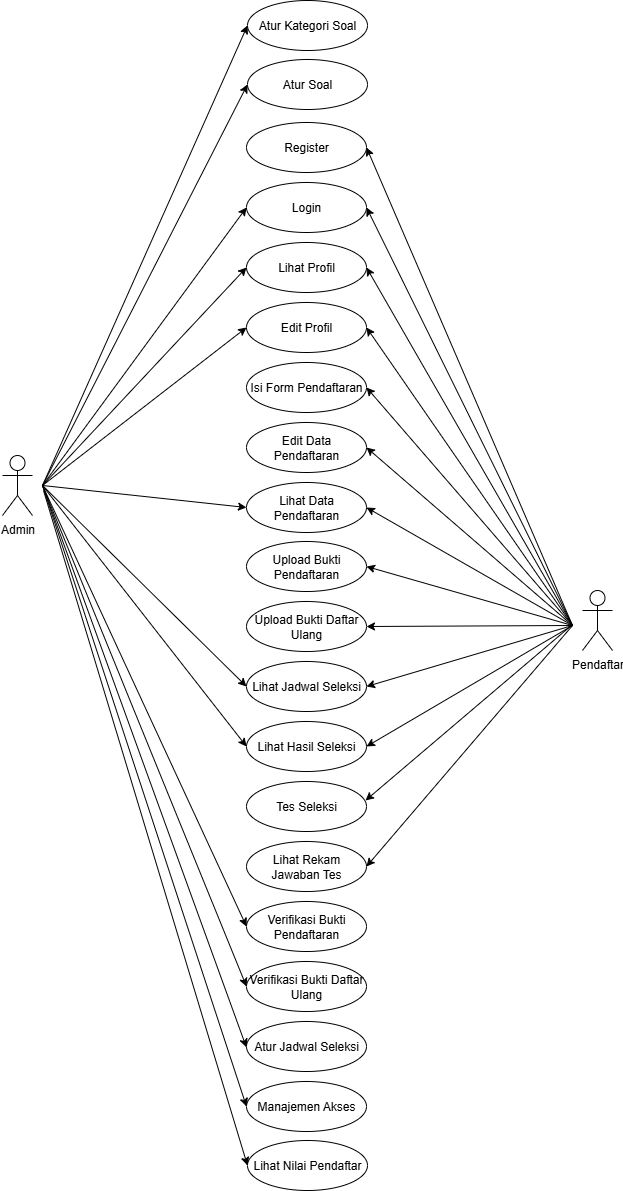 Atur Kategori Soal
Atur Soal
Register
Login
Lihat Profil
Edit Profil
Isi Form Pendaftaran
Edit Data
Pendaftaran
Lihat Data
Pendaftaran
Admin
Upload Bukti
Pendaftaran
Upload Bukti Daftar
Ulang
Pendaftar
Lihat Jadwal Seleksi
Lihat Hasil Seleksi
Tes Seleksi
Lihat Rekam
Jawaban Tes
Verifikasi Bukti
Pendaftaran
Verifikasi Bukti Daftar
Ulang
Atur Jadwal Seleksi
Manajemen Akses
Lihat Nilai Pendaftar